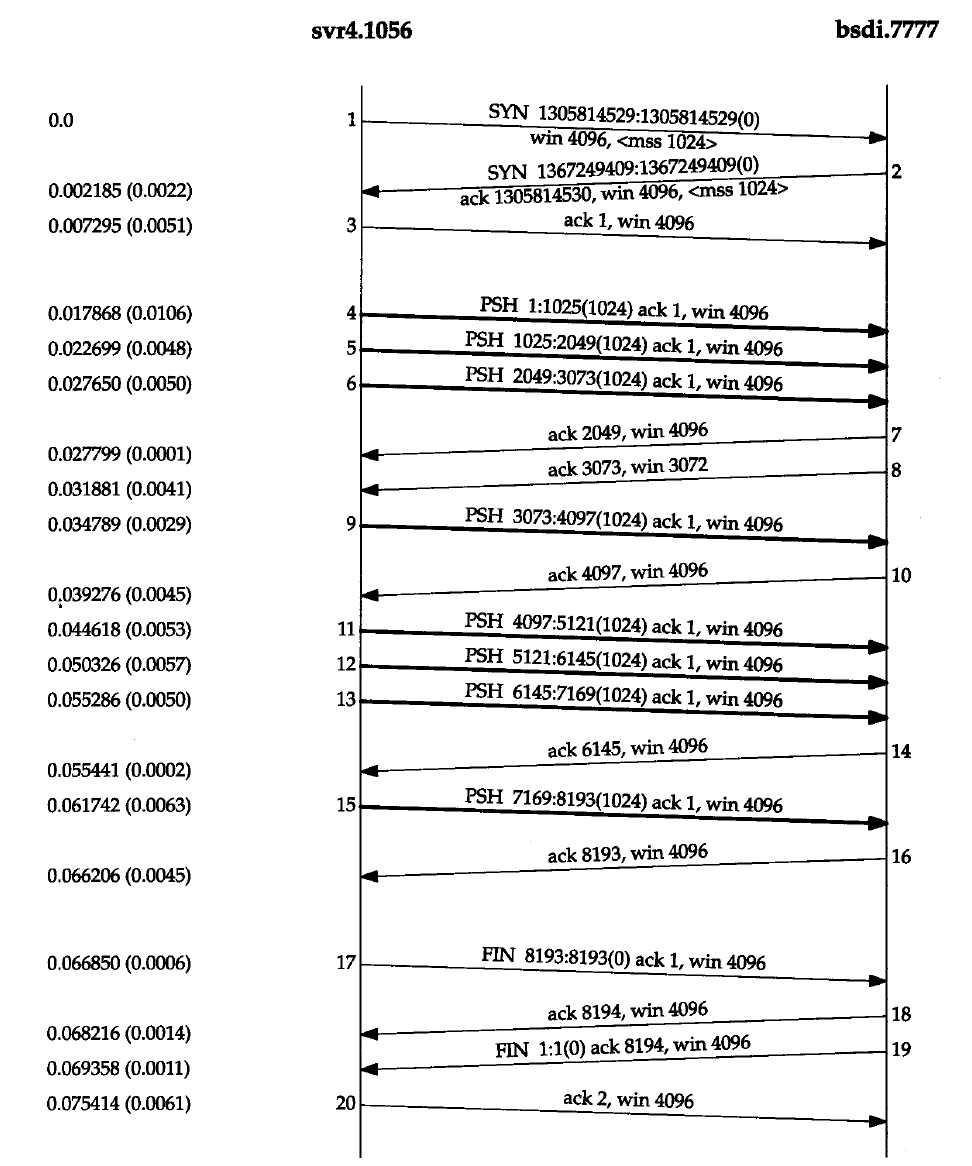 svr4.1056 bsdi.7777
0.0 1 SYN 1305814529:1305814529(0)
win 4096, <mss 1024>
SYN 1367249409:1367249409(0) 2
0.002185 (0.0022) ack 1305814530, win 4096, <mss 1024>
0.007295 (0.0051) 3 ack 1, win 4096
0.017868 (0.0106) 4 PSH 1:1025(1024) ack 1, win 4096
0.022699 (0.0048) 5 PSH 1025:2049(1024) ack 1, win 4096
0.027650 (0.0050) 6 PSH 2049:3073(1024) ack 1, win 4096
ack 2049, win 4096 7
0.027799 (0.0001)
ack 3073, win 3072 8
0.031881 (0.0041)
0.034789 (0.0029) 9 PSH 3073:4097(1024) ack 1, win 4096
ack 4097, win 4096 10
0.039276 (0.0045)
0.044618 (0.0053) 11 PSH 4097:5121(1024) ack 1, win 4096
0.050326 (0.0057) 12 PSH 5121:6145(1024) ack 1, win 4096
0.055286 (0.0050) 13 PSH 6145:7169(1024) ack 1, win 4096
ack 6145, win 4096 14
0.055441 (0.0002)
0.061742 (0.0063) 15 PSH 7169:8193(1024) ack 1, win 4096
ack 8193, win 4096 16
0.066206 (0.0045)
0.066850 (0.0006) 17 FIN 8193:8193(0) ack 1, win 4096
ack 8194, win 4096 18
0.068216 (0.0014)
FIN 1:1(0) ack 8194, win 4096 19
0.069358 (0.0011)
0.075414 (0.0061) 20 ack 2, win 4096